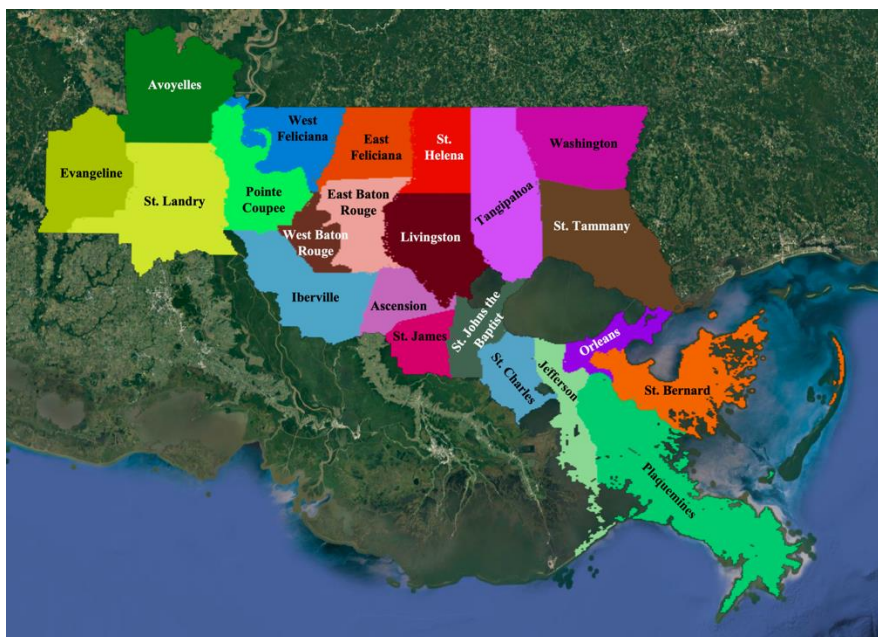 Avoyelles
West
Feliciana
East
Feliciana
St.
Helena
Washington
Evangeline
St. Landry
Pointe
Coupee
East Baton
Rouge
Tangipahoa
West Baton
Rouge
Livingston
St. Tammany
Iberville
Ascension
St. James
St. Johns the
Baptist
St. Charles
Jefferson
Orleans
St. Bernard
Plaquemines